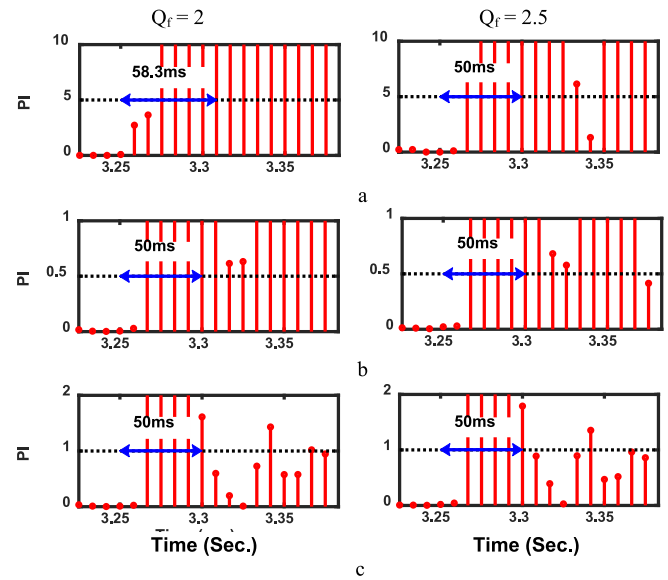 Q_f = 2 Q_f = 2.5
10 10
58.3ms 50ms
PI 5 5
0 0
3.25 3.3 3.35 3.25 3.3 3.35
a
1 1
50ms 50ms
PI 0.5 0.5
0 0
3.25 3.3 3.35 3.25 3.3 3.35
b
2 2
50ms 50ms
PI 1 1
0 0
3.25 3.3 3.35 3.25 3.3 3.35
Time (Sec.) Time (Sec.)
c